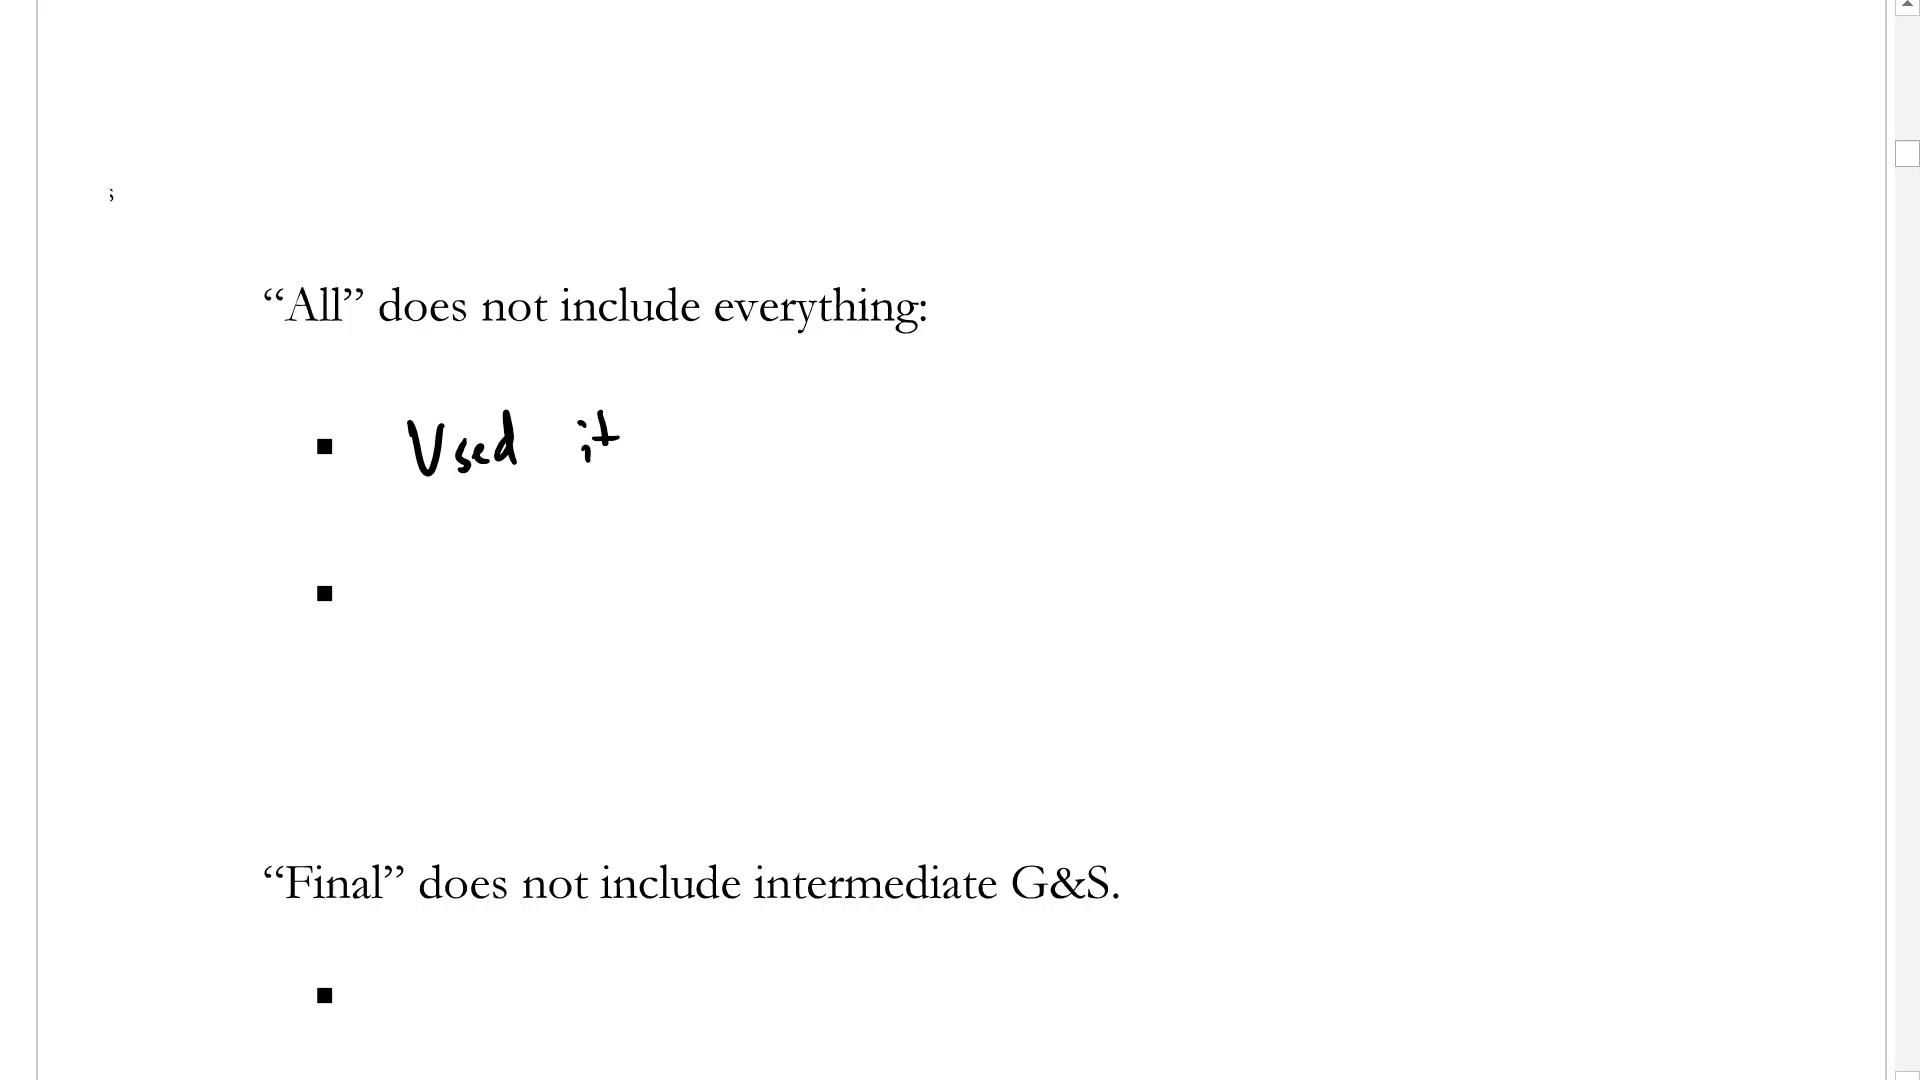 “All” does not include everything:
▪ Used it
▪
“Final” does not include intermediate G&S.
▪